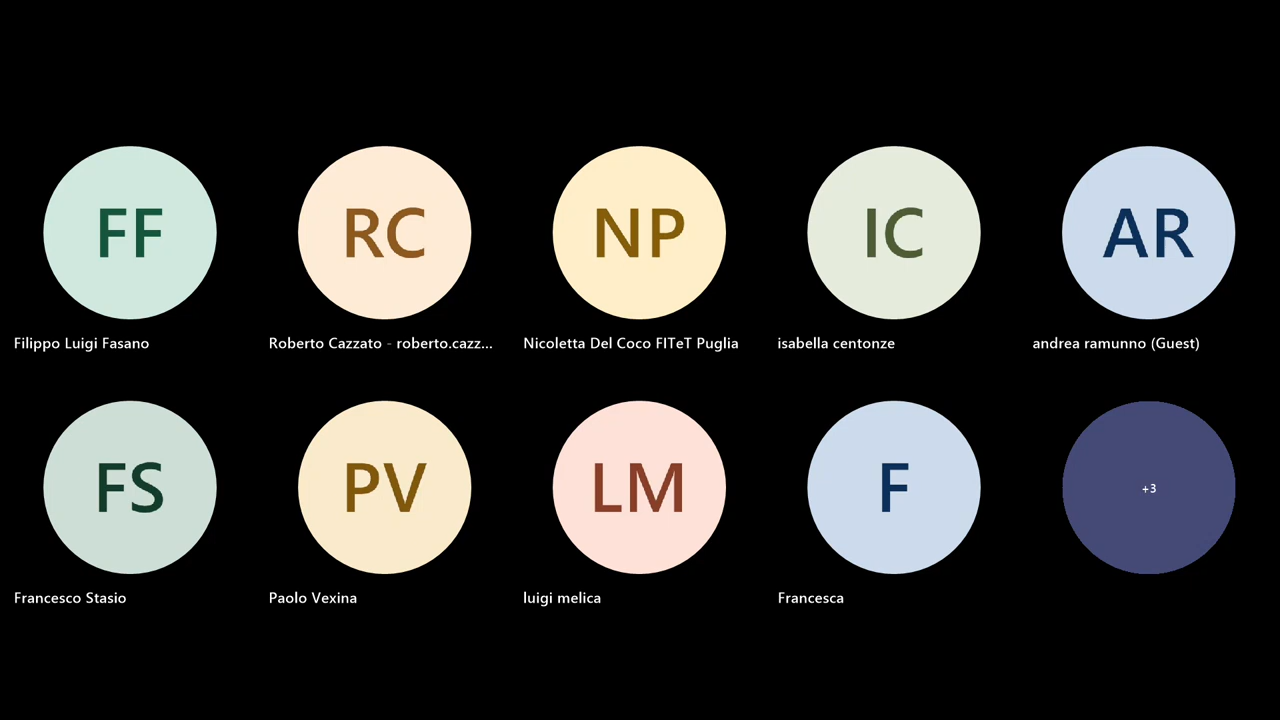 FF
RC
NP
IC
AR
Filippo Luigi Fasano
Roberto Cazzato - roberto.cazz...
Nicoletta Del Coco FITeT Puglia
isabella centonze
andrea ramunno (Guest)
FS
PV
LM
F
+3
Francesco Stasio
Paolo Vexina
luigi melica
Francesca